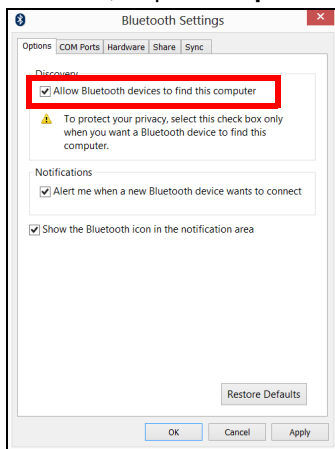 Bluetooth Settings
Options COM Ports Hardware Share Sync
Discovery
Allow Bluetooth devices to find this computer
To protect your privacy, select this check box only
when you want a Bluetooth device to find this
computer.
Notifications
Alert me when a new Bluetooth device wants to connect
Show the Bluetooth icon in the notification area
Restore Defaults
OK Cancel Apply